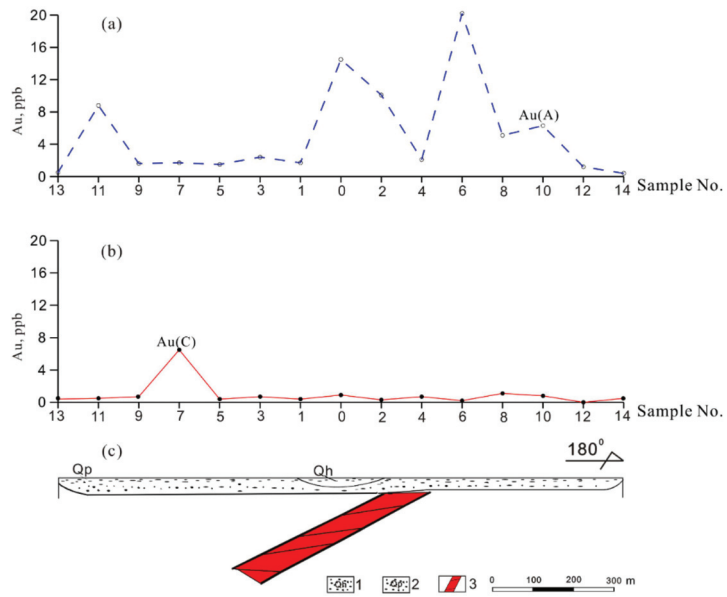 (a)
Au, ppb
20
16
12
8
4
0
Au(A)
13 11 9 7 5 3 1 0 2 4 6 8 10 12 14 Sample No.
(b)
Au, ppb
20
16
12
8
4
0
Au(C)
13 11 9 7 5 3 1 0 2 4 6 8 10 12 14 Sample No.
(c)
180°
Qp Qh
1 2 3
0 100 200 300 m